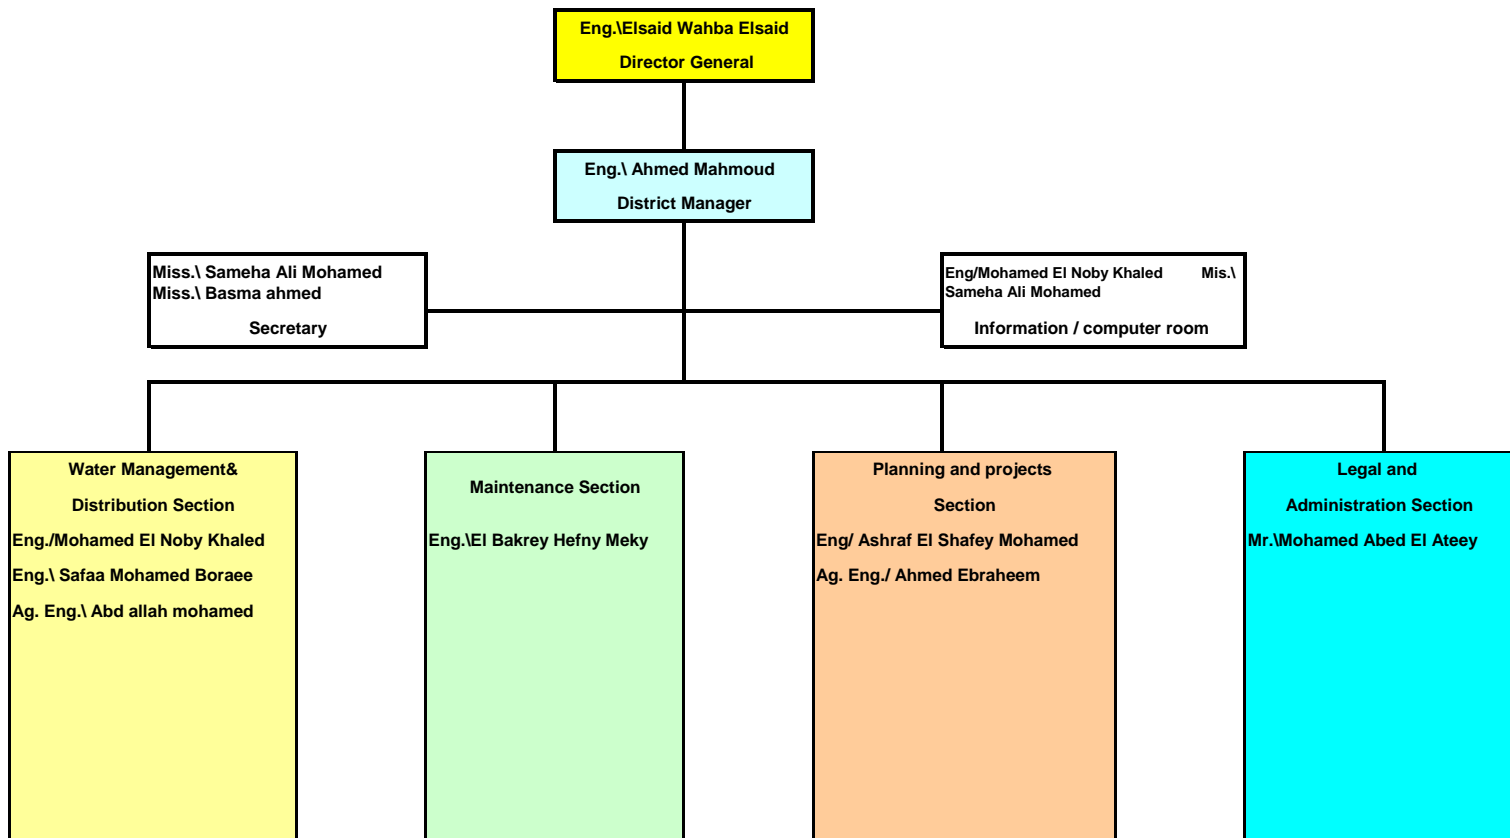 Eng.\Elsaid Wahba Elsaid
Director General
Eng.\ Ahmed Mahmoud
District Manager
Miss.\ Sameha Ali Mohamed
Miss.\ Basma ahmed
Secretary
Eng/Mohamed El Noby Khaled Mis.\
Sameha Ali Mohamed
Information / computer room
Water Management&
Distribution Section
Eng./Mohamed El Noby Khaled
Eng.\ Safaa Mohamed Boraee
Ag. Eng.\ Abd allah mohamed
Maintenance Section
Eng.\El Bakrey Hefny Meky
Planning and projects
Section
Eng/ Ashraf El Shafey Mohamed
Ag. Eng./ Ahmed Ebraheem
Legal and
Administration Section
Mr.\Mohamed Abed El Ateey